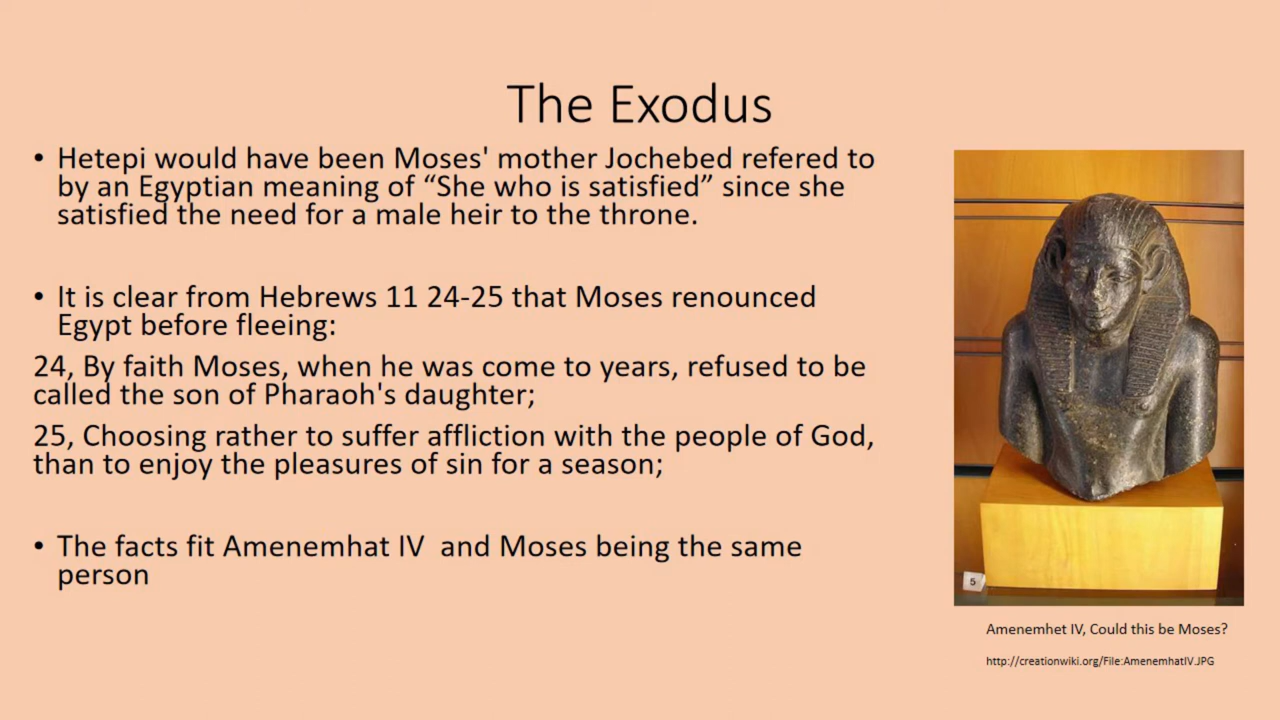 The Exodus
• Hetepi would have been Moses' mother Jochebed refered to
by an Egyptian meaning of “She who is satisfied” since she
satisfied the need for a male heir to the throne.
• It is clear from Hebrews 11 24-25 that Moses renounced
Egypt before fleeing:
24, By faith Moses, when he was come to years, refused to be
called the son of Pharaoh's daughter;
25, Choosing rather to suffer affliction with the people of God,
than to enjoy the pleasures of sin for a season;
• The facts fit Amenemhat IV  and Moses being the same
person
5
Amenemhet IV, Could this be Moses?
http://creationwiki.org/File:AmenemhatIV.JPG